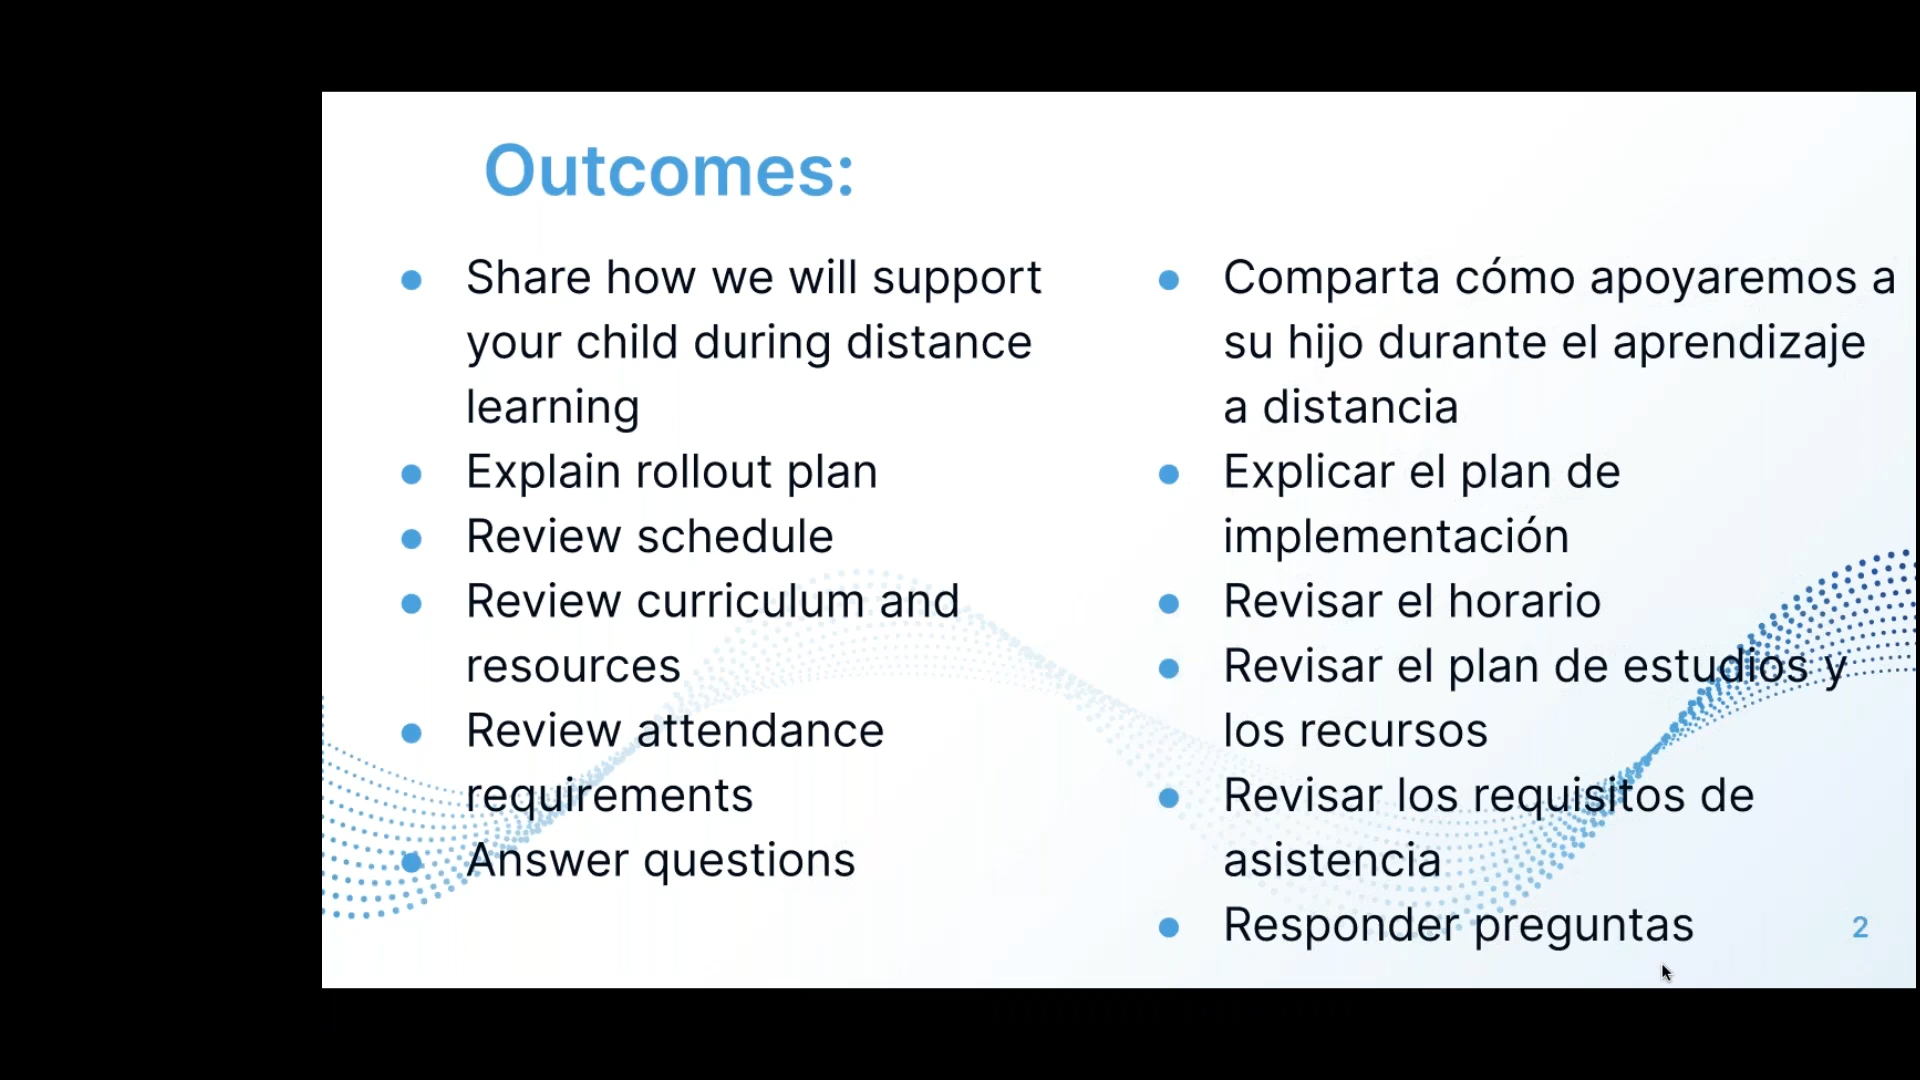 Outcomes:
● Share how we will support
your child during distance
learning
● Explain rollout plan
● Review schedule
● Review curriculum and
resources
● Review attendance
requirements
● Answer questions
● Comparta cómo apoyaremos a
su hijo durante el aprendizaje
a distancia
● Explicar el plan de
implementación
● Revisar el horario
● Revisar el plan de estudios y
los recursos
● Revisar los requisitos de
asistencia
● Responder preguntas
2